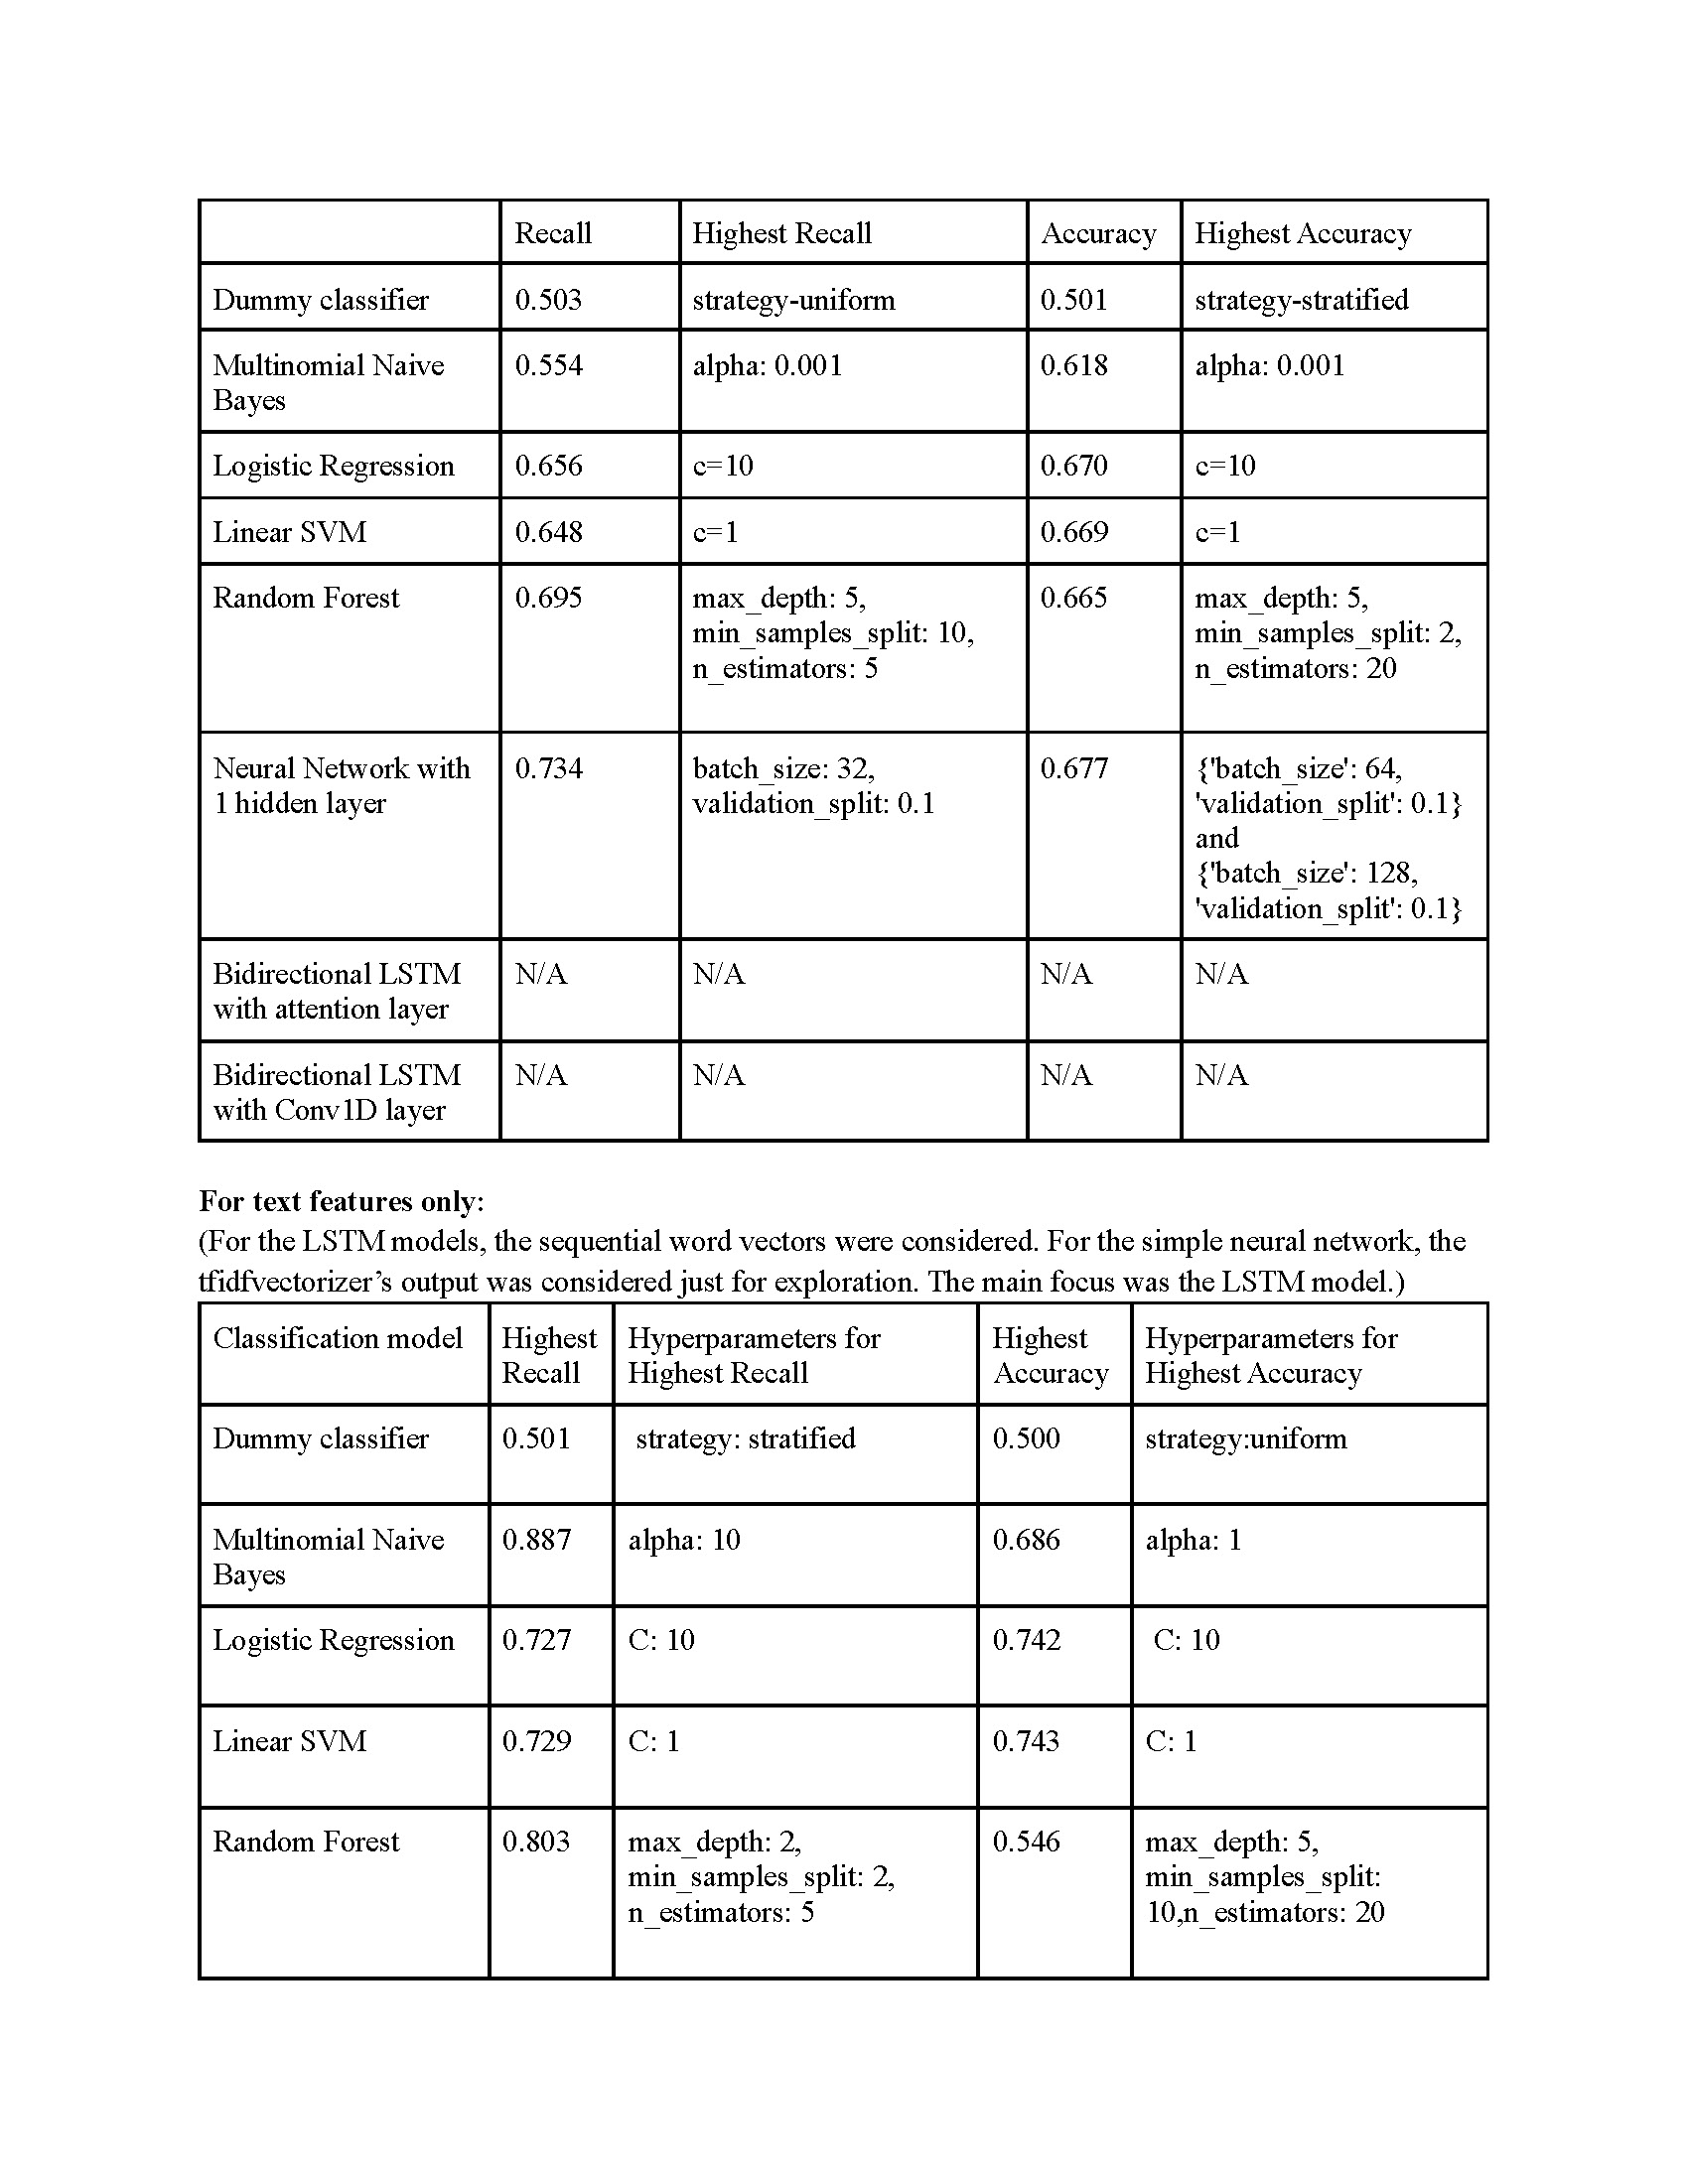 Recall Highest Recall Accuracy Highest Accuracy
Dummy classifier 0.503 strategy-uniform 0.501 strategy-stratified
Multinomial Naive 0.554 alpha: 0.001 0.618 alpha: 0.001
Bayes
Logistic Regression 0.656 c=10 0.670 c=10
Linear SVM 0.648 c=1 0.669 c=1
Random Forest 0.695 max_depth: 5, 0.665 max_depth: 5,
min_samples_split: 10, min_samples_split: 2,
n_estimators: 5 n_estimators: 20
Neural Network with 0.734 batch_size: 32, 0.677 {'batch_size': 64,
1 hidden layer validation_split: 0.1 'validation_split': 0.1}
and
{'batch_size': 128,
'validation_split': 0.1}
Bidirectional LSTM N/A N/A N/A N/A
with attention layer
Bidirectional LSTM N/A N/A N/A N/A
with Conv1D layer
For text features only:
(For the LSTM models, the sequential word vectors were considered. For the simple neural network, the
tfidfvectorizer’s output was considered just for exploration. The main focus was the LSTM model.)
Classification model Highest Hyperparameters for Highest Hyperparameters for
Recall Highest Recall Accuracy Highest Accuracy
Dummy classifier 0.501 strategy: stratified 0.500 strategy:uniform
Multinomial Naive 0.887 alpha: 10 0.686 alpha: 1
Bayes
Logistic Regression 0.727 C: 10 0.742 C: 10
Linear SVM 0.729 C: 1 0.743 C: 1
Random Forest 0.803 max_depth: 2, 0.546 max_depth: 5,
min_samples_split: 2, min_samples_split:
n_estimators: 5 10,n_estimators: 20